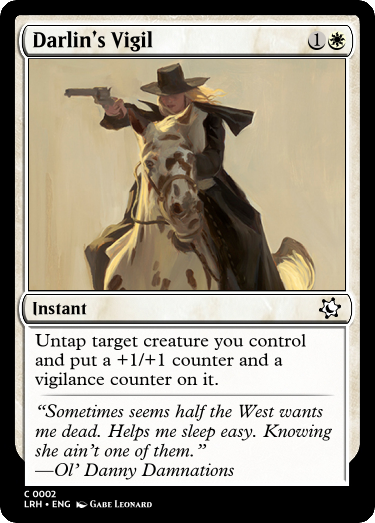 Darlin's Vigil 1
Instant
Untap target creature you control
and put a +1/+1 counter and a
vigilance counter on it.
“Sometimes seems half the West wants
me dead. Helps me sleep easy. Knowing
she ain't one of them.”
—Ol’ Danny Damnations
C 0002
LRH • ENG Gabe Leonard